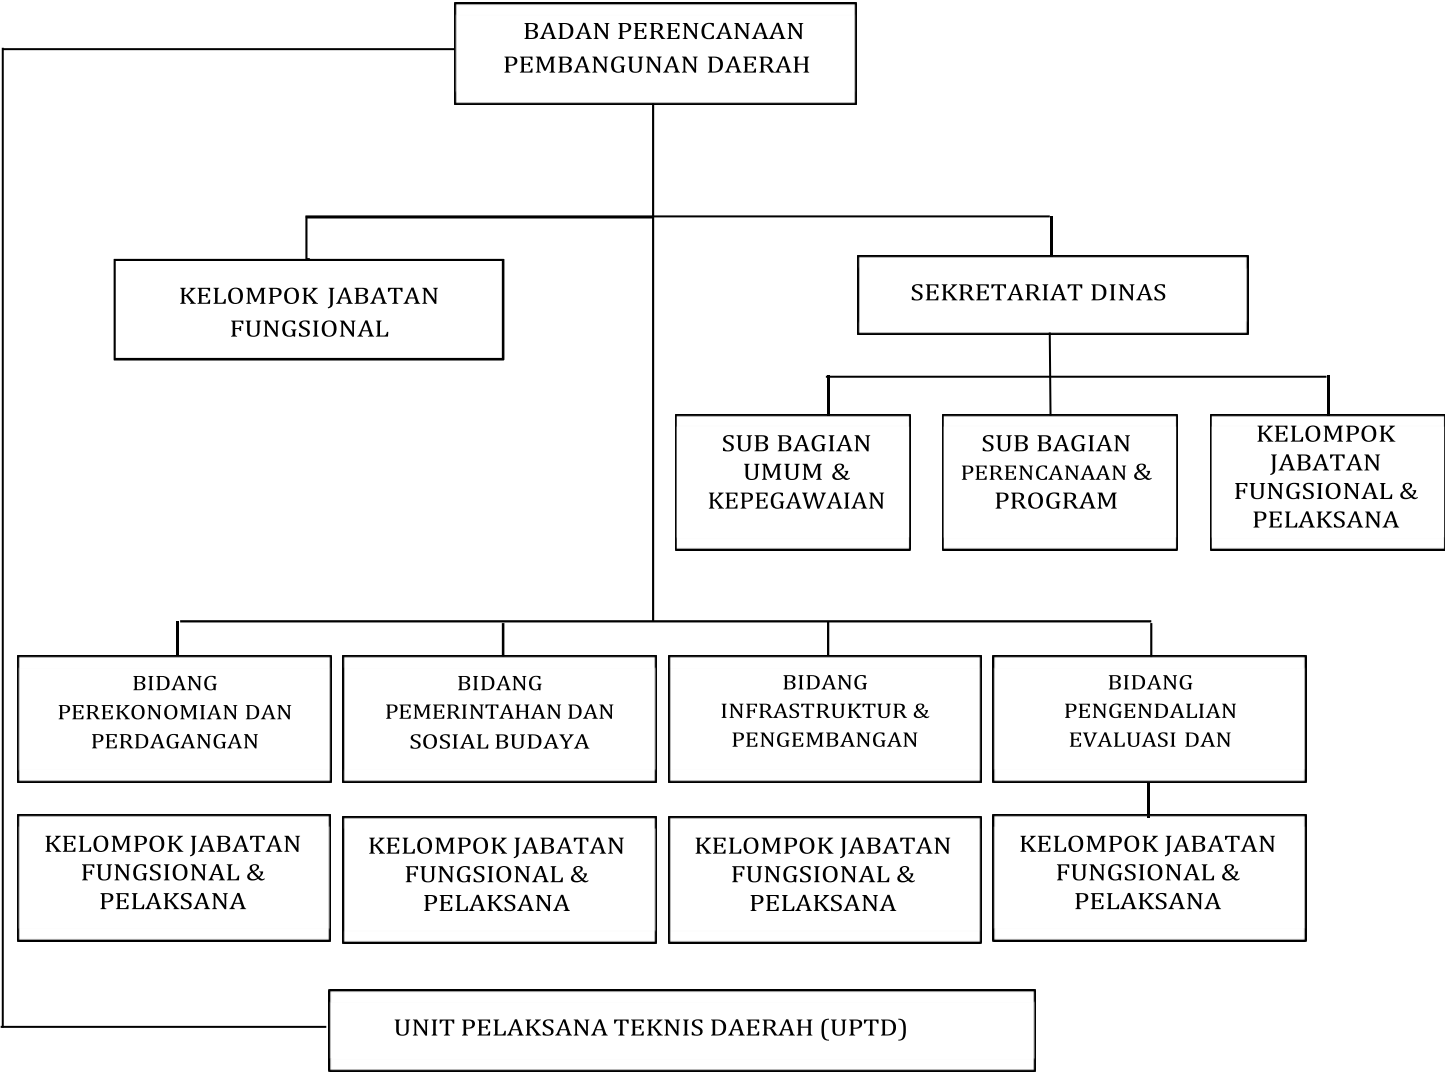 BADAN PERENCANAAN
PEMBANGUNAN DAERAH
KELOMPOK JABATAN
FUNGSIONAL
SEKRETARIAT DINAS
SUB BAGIAN
UMUM &
KEPEGAWAIAN
SUB BAGIAN
PERENCANAAN &
PROGRAM
KELOMPOK
JABATAN
FUNGSIONAL &
PELAKSANA
BIDANG
PEREKONOMIAN DAN
PERDAGANGAN
BIDANG
PEMERINTAHAN DAN
SOSIAL BUDAYA
BIDANG
INFRASTRUKTUR &
PENGEMBANGAN
BIDANG
PENGENDALIAN
EVALUASI DAN
KELOMPOK JABATAN
FUNGSIONAL &
PELAKSANA
KELOMPOK JABATAN
FUNGSIONAL &
PELAKSANA
KELOMPOK JABATAN
FUNGSIONAL &
PELAKSANA
KELOMPOK JABATAN
FUNGSIONAL &
PELAKSANA
UNIT PELAKSANA TEKNIS DAERAH (UPTD)